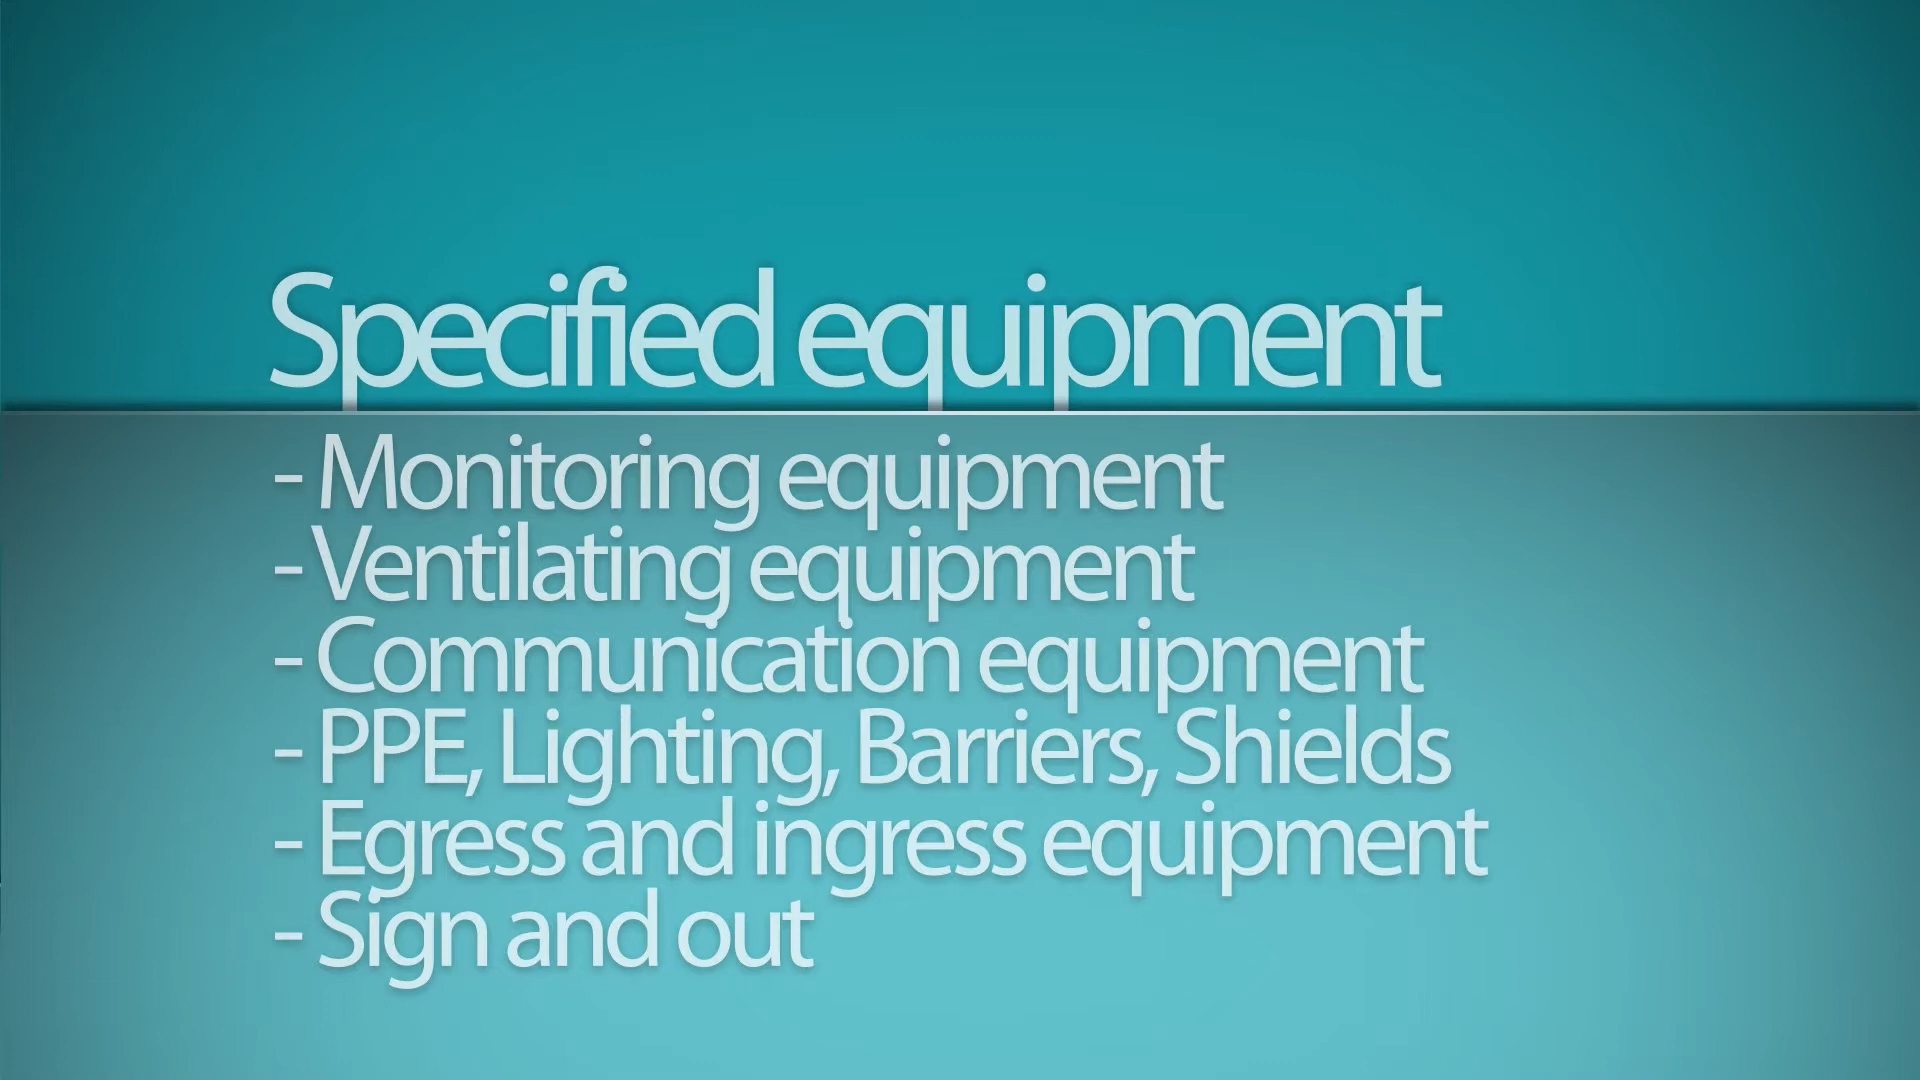 Specified equipment
- Monitoring equipment
- Ventilating equipment
- Communication equipment
- PPE, Lighting, Barriers, Shields
- Egress and ingress equipment
- Sign and out